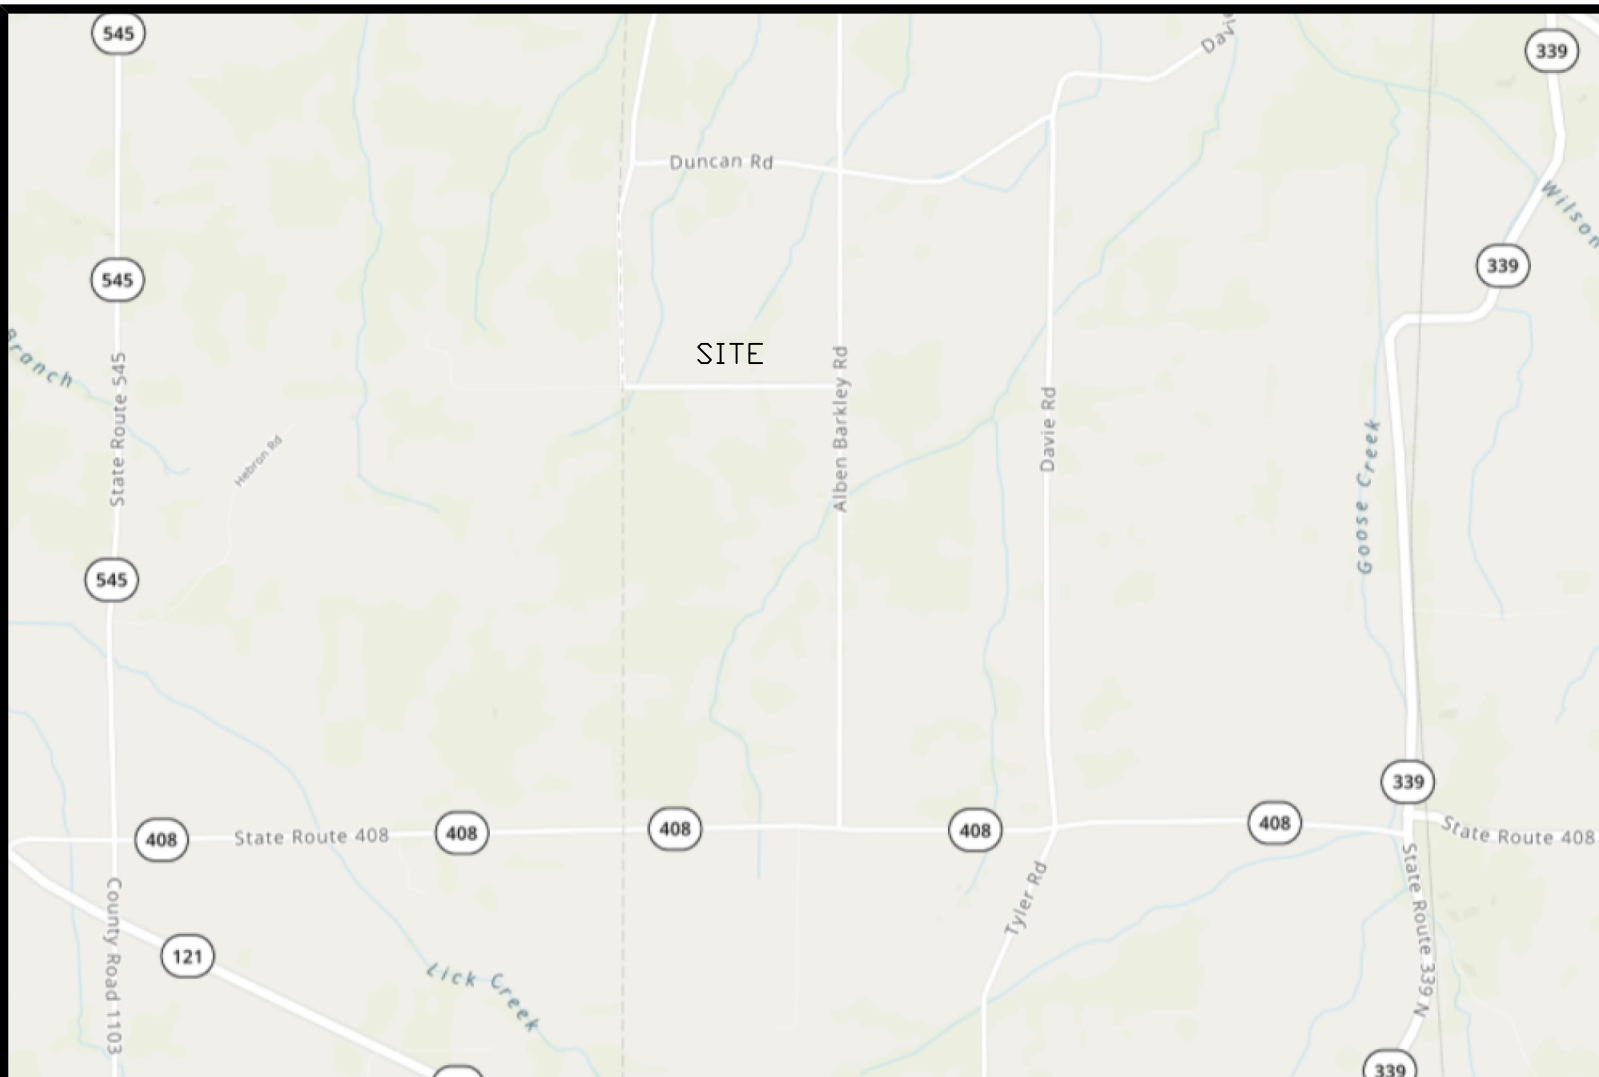 545
339
Duncan Rd
Wilson
545
339
Branch
SITE
State Route 545
Alben Barkley Rd
Davie Rd
Hebron Rd
Goose Creek
545
339
408
State Route 408
408
408
408
408
State Route 408
County Road 1103
Tyler Rd
State Route 339 N
121
Lick Creek
339